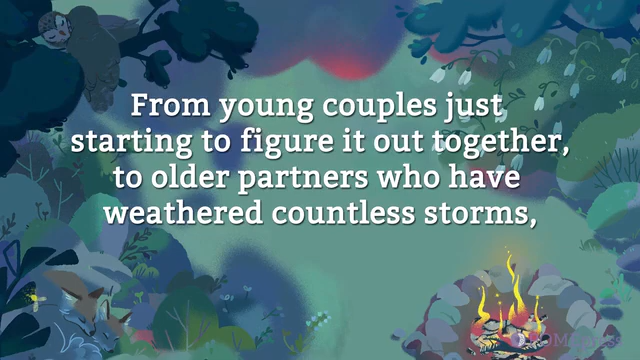 From young couples just
starting to figure it out together,
to older partners who have
weathered countless storms,